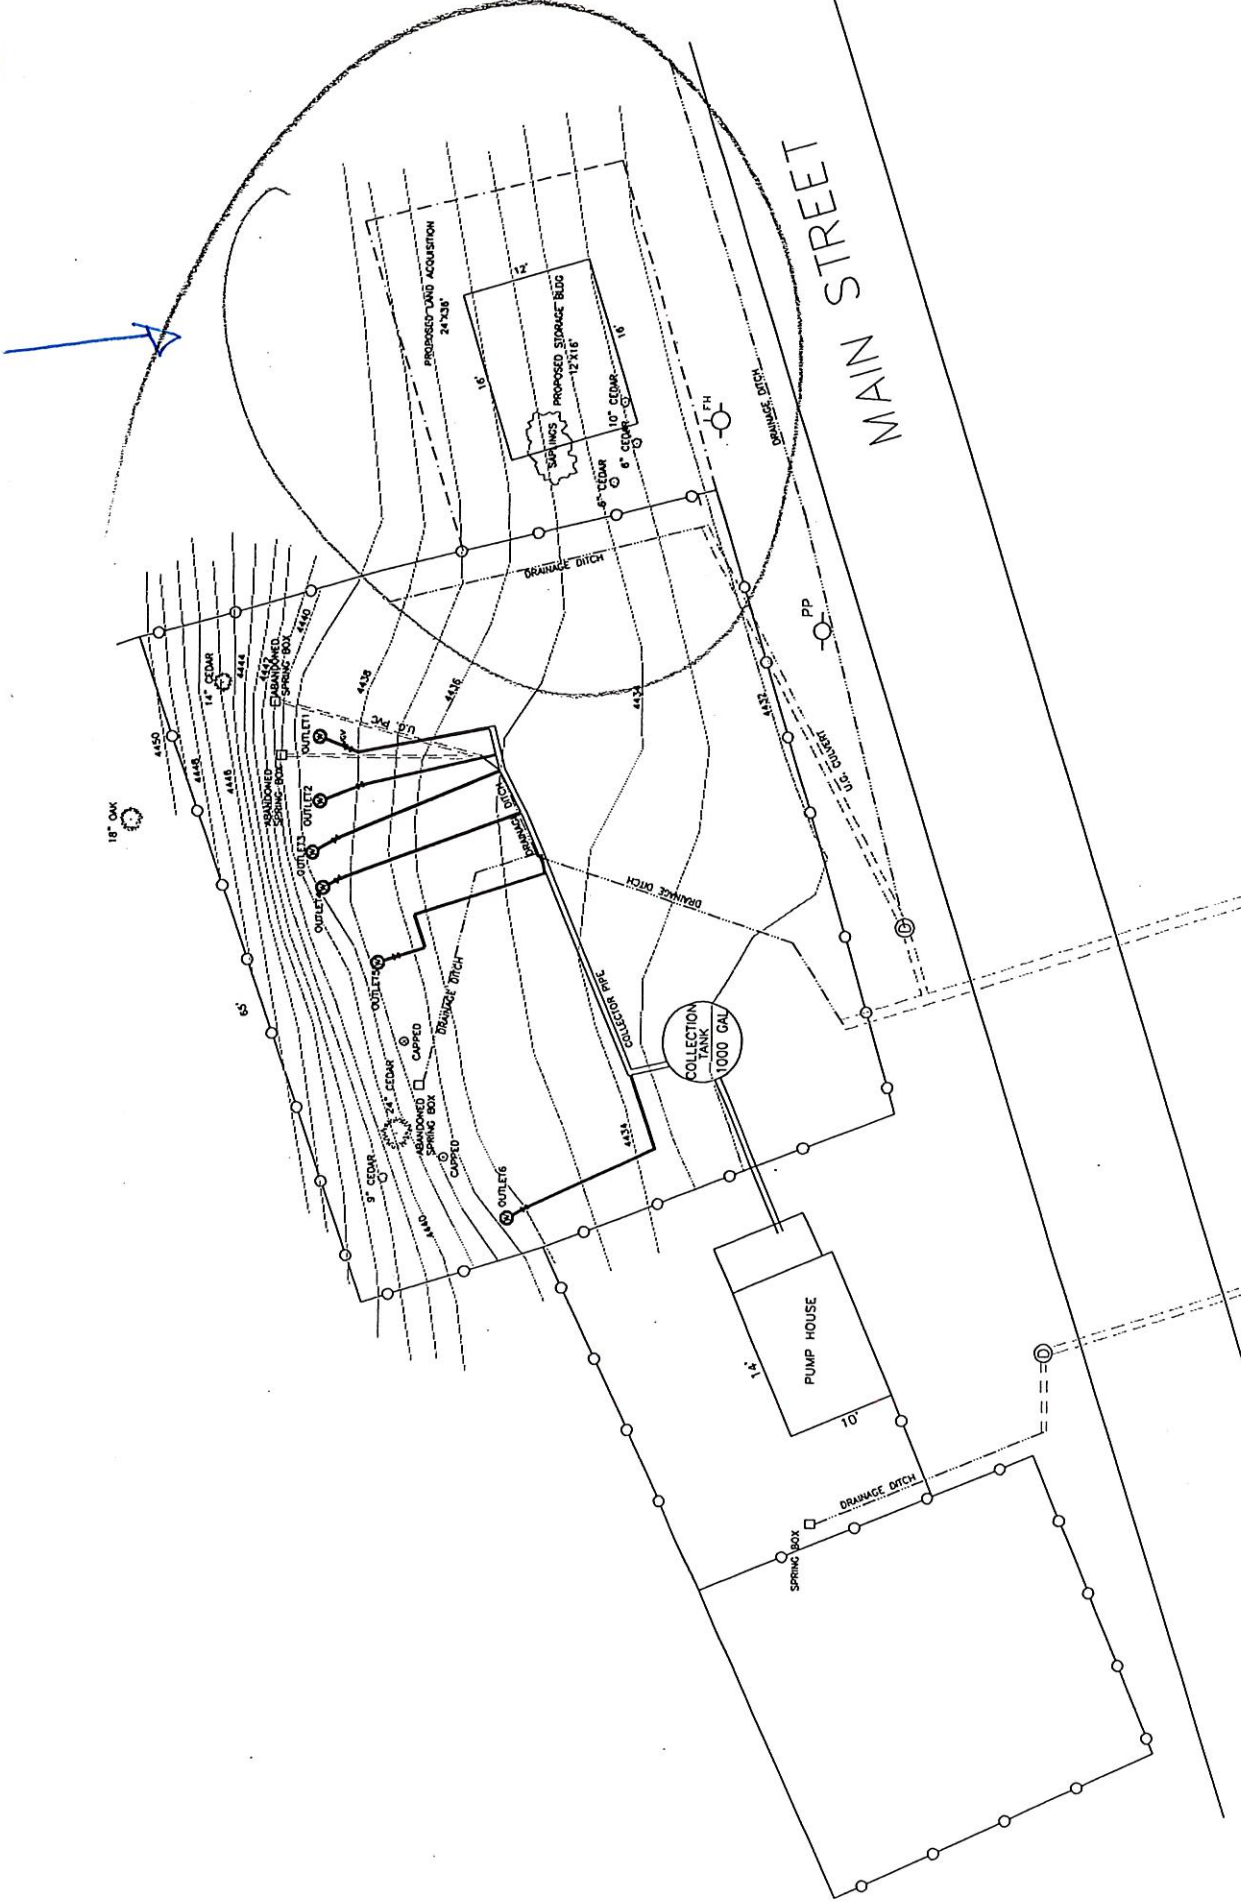 MAIN STREET
PROPOSED LAND ACQUISITION
24'X36'
12'
16'
PROPOSED STORAGE BLDG
12'X16'
16'
SAPLINGS
10" CEDAR
6" CEDAR
6" CEDAR
FH
DRAINAGE DITCH
DRAINAGE DITCH
PP
U.G. CULVERT
4432
4434
4436
4438
4440
4442
4444
4446
4448
4450
14" CEDAR
ABANDONED
SPRING BOX
ABANDONED
SPRING BOX
U.G. PVC
18" OAK
OUTLET1
GV
OUTLET2
OUTLET3
OUTLET4
OUTLET5
DRAINAGE DITCH
DRAINAGE DITCH
DRAINAGE DITCH
COLLECTOR PIPE
65'
CAPPED
24" CEDAR
ABANDONED
SPRING BOX
CAPPED
9" CEDAR
4440
OUTLET6
4434
COLLECTION
TANK
1000 GAL
D
PUMP HOUSE
14'
10'
D
DRAINAGE DITCH
SPRING BOX